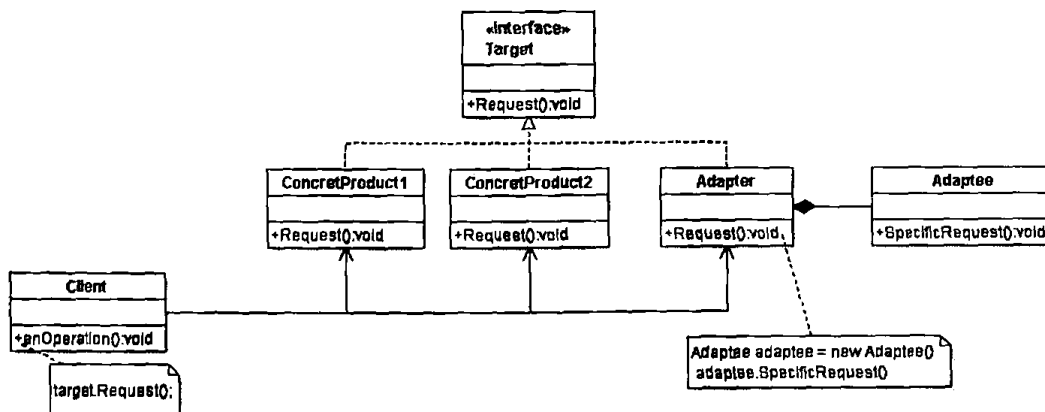 «Interface»
Target
+Request():void
ConcretProduct1
+Request():void
ConcretProduct2
+Request():void
Adapter
+Request():void
Adaptee
+SpecificRequest():void
Client
+anOperation():void
target.Request();
Adaptee adaptee = new Adaptee()
adaptee.SpecificRequest()